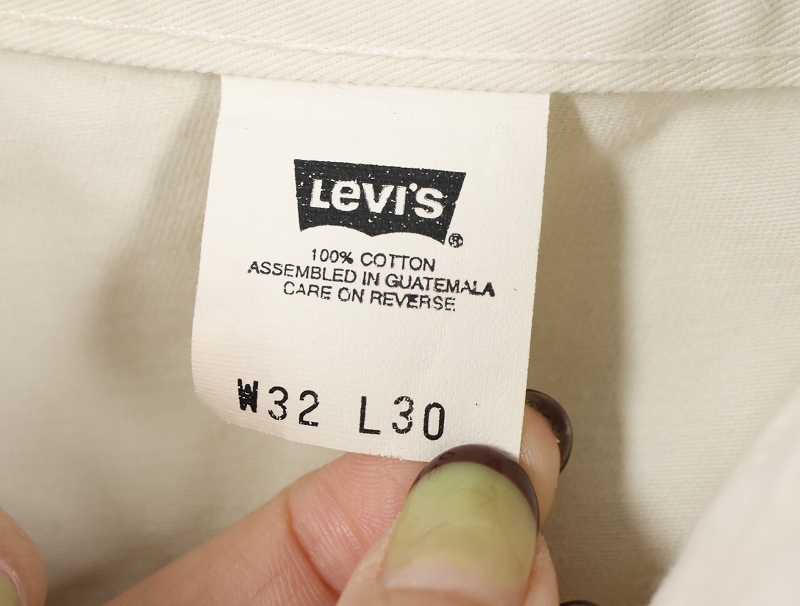 Levi's®
100% COTTON
ASSEMBLED IN GUATEMALA
CARE ON REVERSE
W32 L30